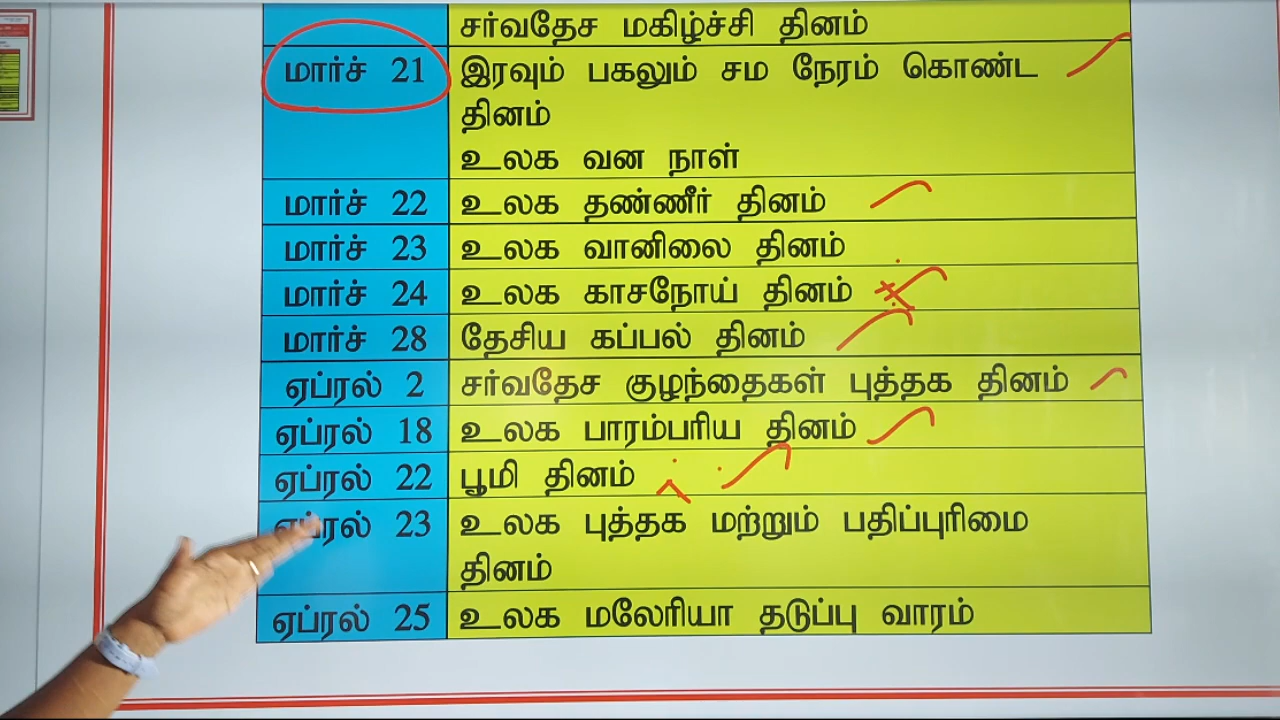 சர்வதேச மகிழ்ச்சி தினம்
மார்ச் 21 இரவும் பகலும் சம நேரம் கொண்ட
தினம்
உலக வன நாள்
மார்ச் 22 உலக தண்ணீர் தினம்
மார்ச் 23 உலக வானிலை தினம்
மார்ச் 24 உலக காசநோய் தினம்
மார்ச் 28 தேசிய கப்பல் தினம்
ஏப்ரல் 2 சர்வதேச குழந்தைகள் புத்தக தினம்
ஏப்ரல் 18 உலக பாரம்பரிய தினம்
ஏப்ரல் 22 பூமி தினம்
ஏப்ரல் 23 உலக புத்தக மற்றும் பதிப்புரிமை
தினம்
ஏப்ரல் 25 உலக மலேரியா தடுப்பு வாரம்